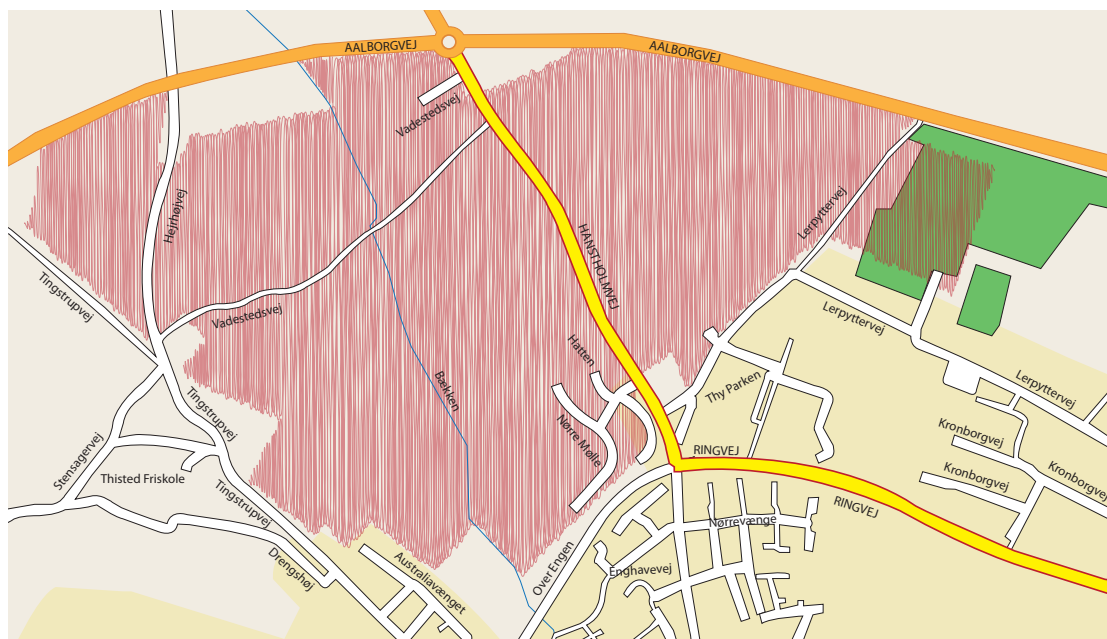 AALBORGVEJ
AALBORGVEJ
Vadestedsvej
Hejrhøjvej
Lerpyttervej
HANSTHOLMVEJ
Tingstrupvej
Vadestedsvej
Lerpyttervej
Hatten
Bækken
Thy Parken
Lerpyttervej
Tingstrupvej
Nørre Mølle
Stensagervej
Kronborgvej
RINGVEJ
Thisted Friskole
Kronborgvej
Kronborgvej
Tingstrupvej
RINGVEJ
Nørrevænge
Drengshøj
Australiavænget
Over Engen
Enghavevej